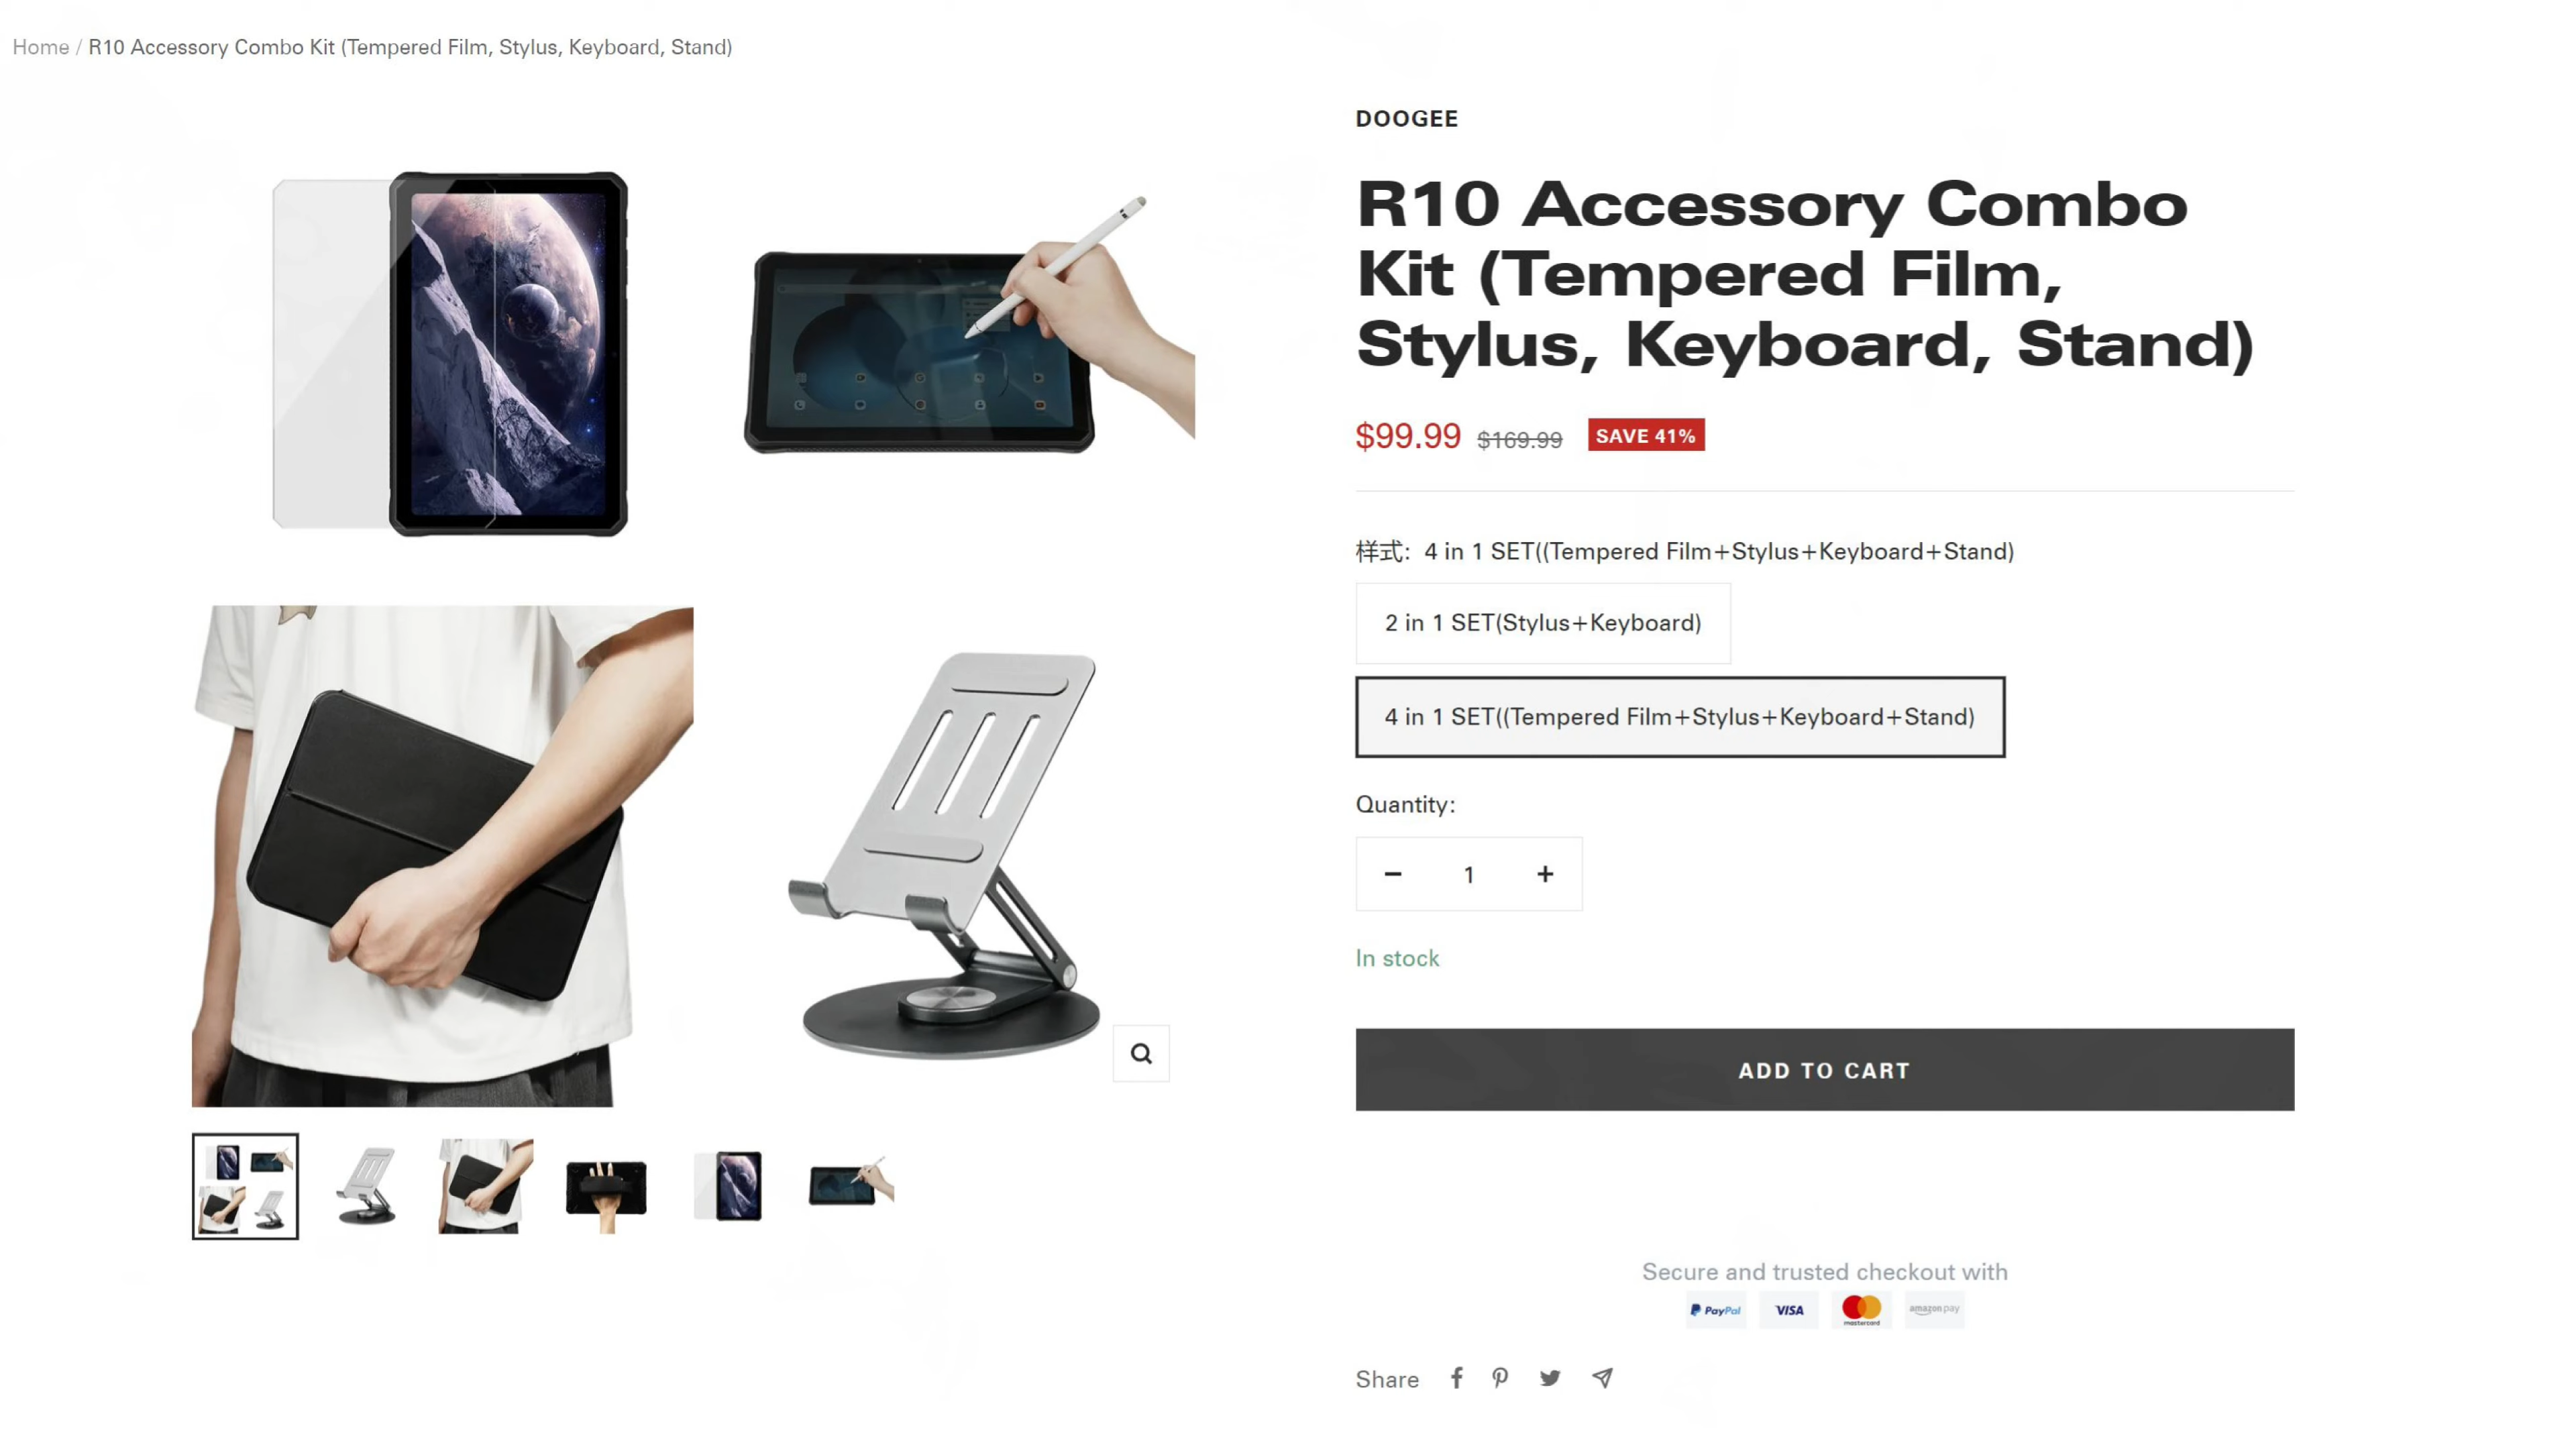 Home / R10 Accessory Combo Kit (Tempered Film, Stylus, Keyboard, Stand)
DOOGEE
R10 Accessory Combo
Kit (Tempered Film,
Stylus, Keyboard, Stand)
$99.99 $169.99 SAVE 41%
样式: 4 in 1 SET((Tempered Film+Stylus+Keyboard+Stand)
2 in 1 SET(Stylus+Keyboard)
4 in 1 SET((Tempered Film+Stylus+Keyboard+Stand)
Quantity:
− 1 +
In stock
ADD TO CART
Secure and trusted checkout with
PayPal VISA mastercard amazon pay
Share